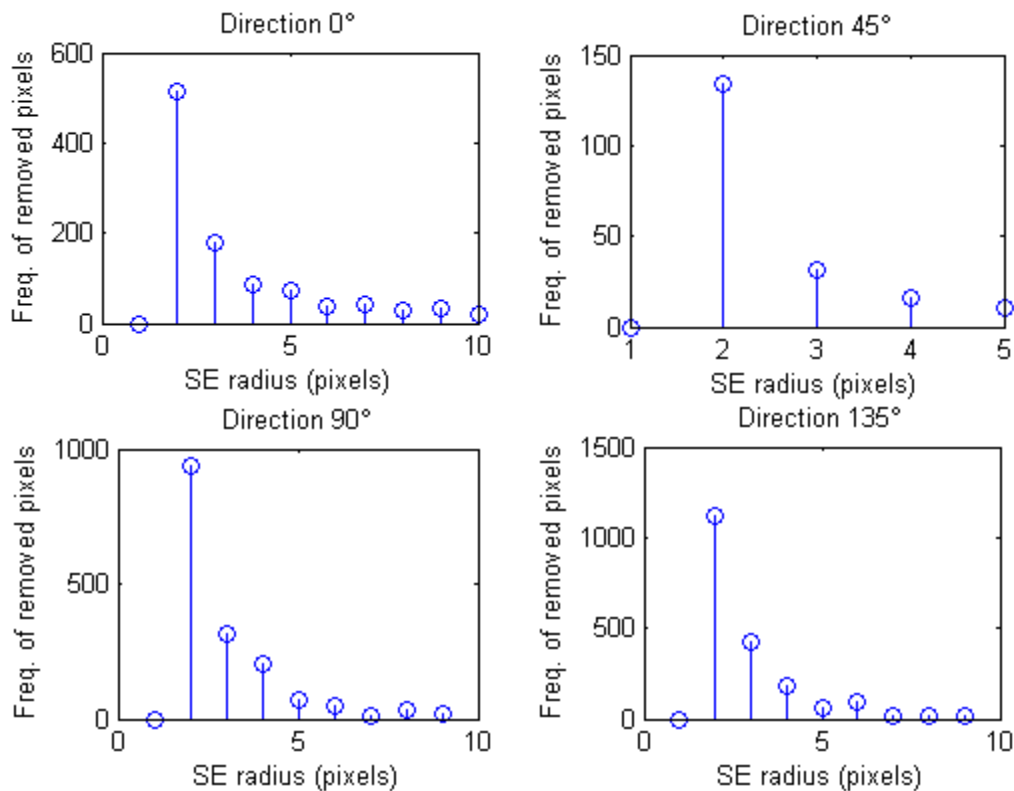 Direction 0°
Freq. of removed pixels
600
400
200
0
0 5 10
SE radius (pixels)
Direction 45°
Freq. of removed pixels
150
100
50
0
1 2 3 4 5
SE radius (pixels)
Direction 90°
Freq. of removed pixels
1000
500
0
0 5 10
SE radius (pixels)
Direction 135°
Freq. of removed pixels
1500
1000
500
0
0 5 10
SE radius (pixels)